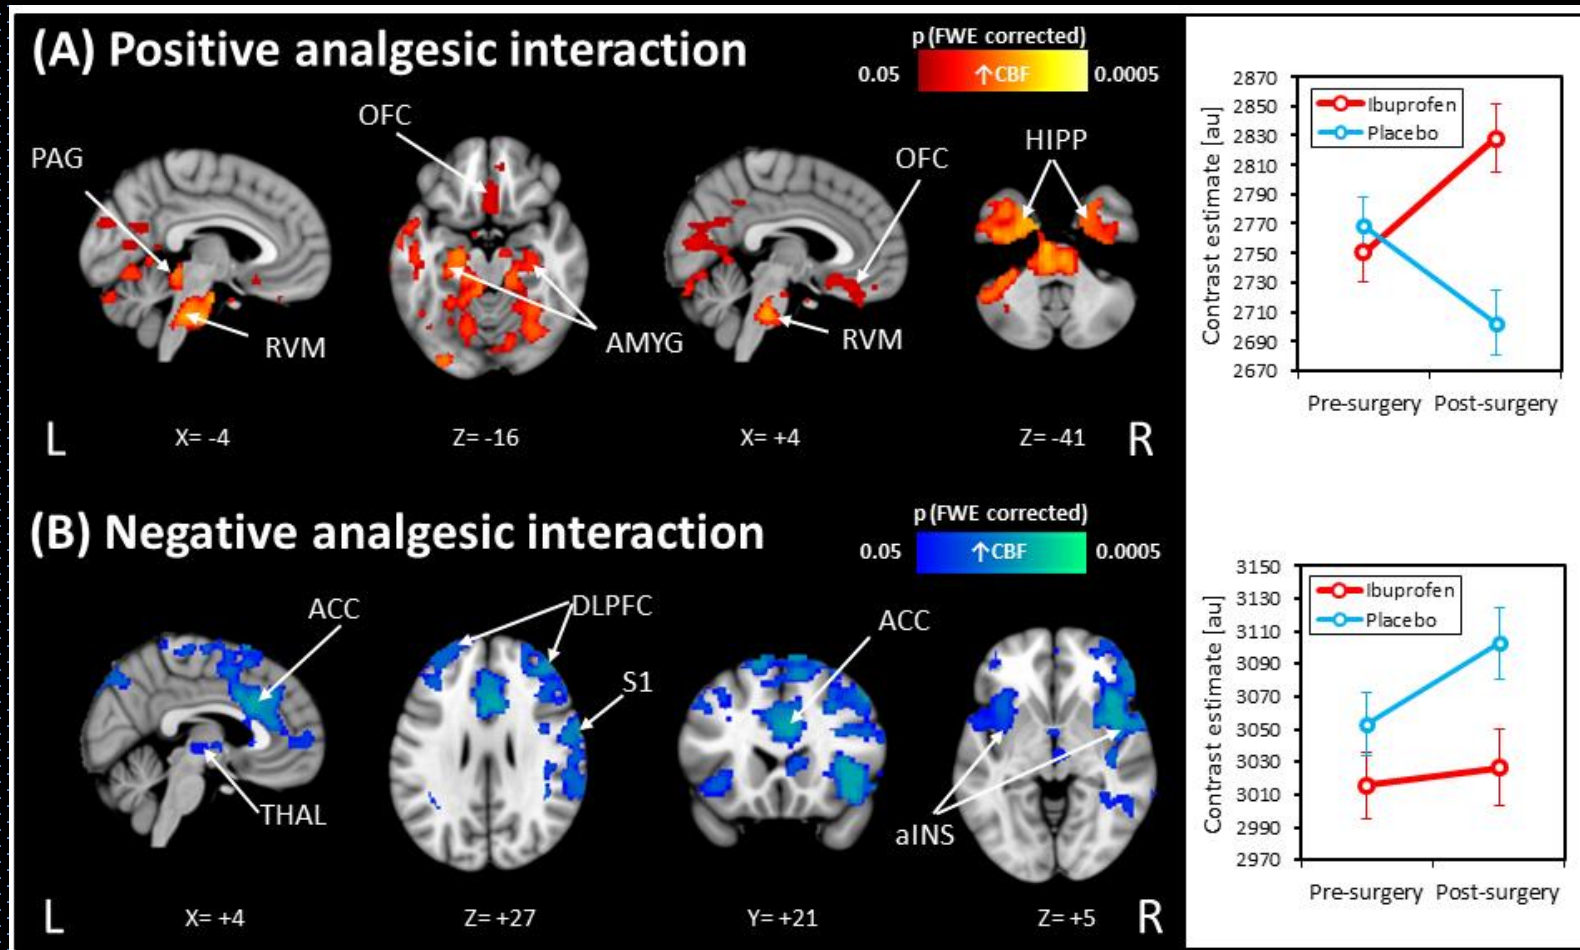 (A) Positive analgesic interaction
p (FWE corrected)
0.05 ↑CBF 0.0005
OFC
PAG
HIPP
OFC
RVM
AMYG
RVM
L X= -4 Z= -16 X= +4 Z= -41 R
2870
2850
2830
2810
2790
2770
2750
2730
2710
2690
2670
Contrast estimate [au]
Ibuprofen
Placebo
Pre-surgery Post-surgery
(B) Negative analgesic interaction
p (FWE corrected)
0.05 ↑CBF 0.0005
ACC
DLPFC
ACC
S1
THAL
aINS
L X= +4 Z= +27 Y= +21 Z= +5 R
3150
3130
3110
3090
3070
3050
3030
3010
2990
2970
Contrast estimate [au]
Ibuprofen
Placebo
Pre-surgery Post-surgery